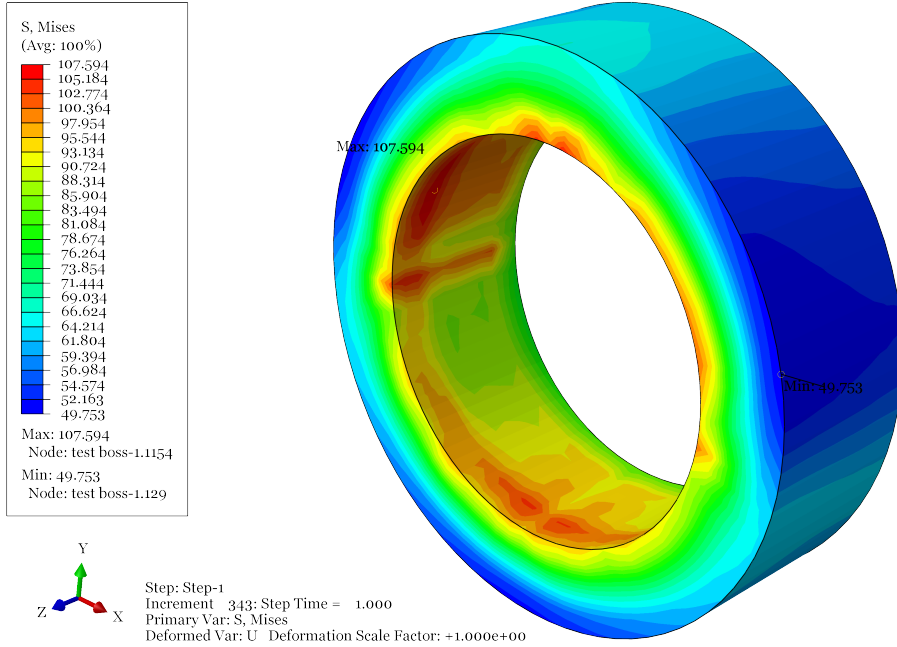 S, Mises
(Avg: 100%)
107.594
105.184
102.774
100.364
97.954
95.544
93.134
90.724
88.314
85.904
83.494
81.084
78.674
76.264
73.854
71.444
69.034
66.624
64.214
61.804
59.394
56.984
54.574
52.163
49.753
Max: 107.594
Node: test boss-1.1154
Min: 49.753
Node: test boss-1.129
Max: 107.594
Min: 49.753
Y
Z
X
Step: Step-1
Increment 343: Step Time = 1.000
Primary Var: S, Mises
Deformed Var: U Deformation Scale Factor: +1.000e+00